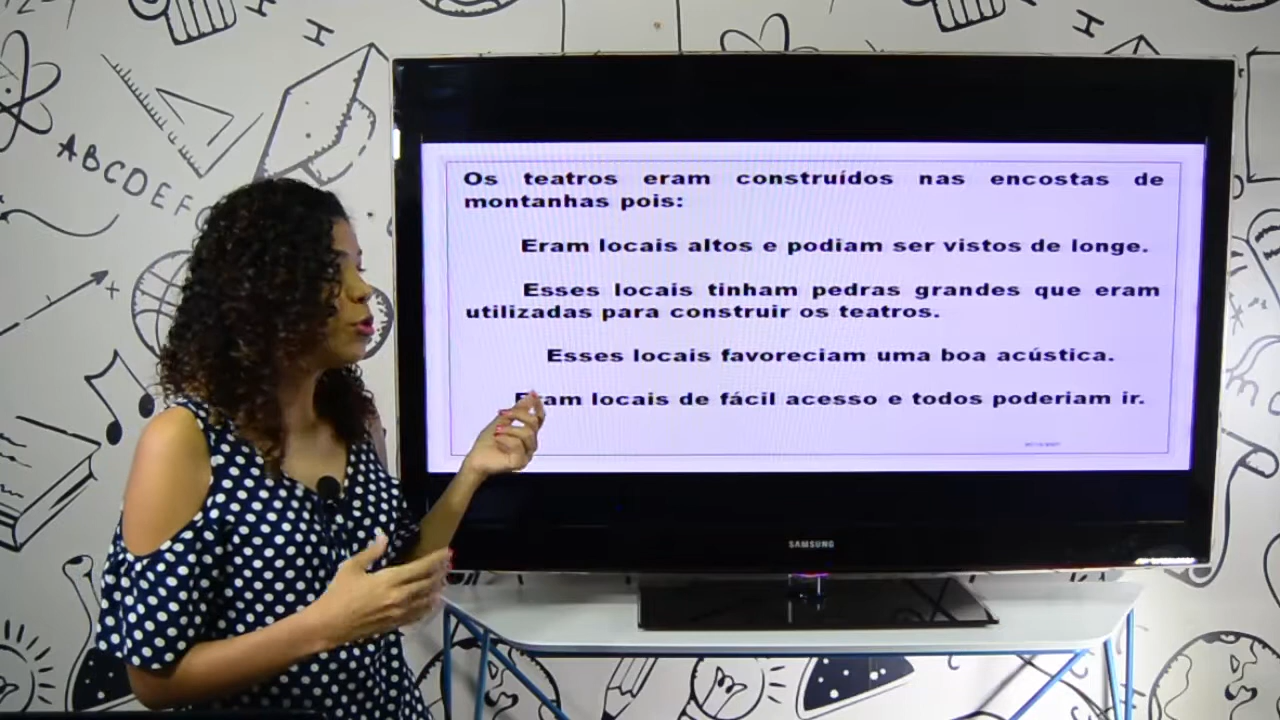 ABCDEFG
Os teatros eram construídos nas encostas de
montanhas pois:
Eram locais altos e podiam ser vistos de longe.
Esses locais tinham pedras grandes que eram
utilizadas para construir os teatros.
Esses locais favoreciam uma boa acústica.
Eram locais de fácil acesso e todos poderiam ir.
SAMSUNG